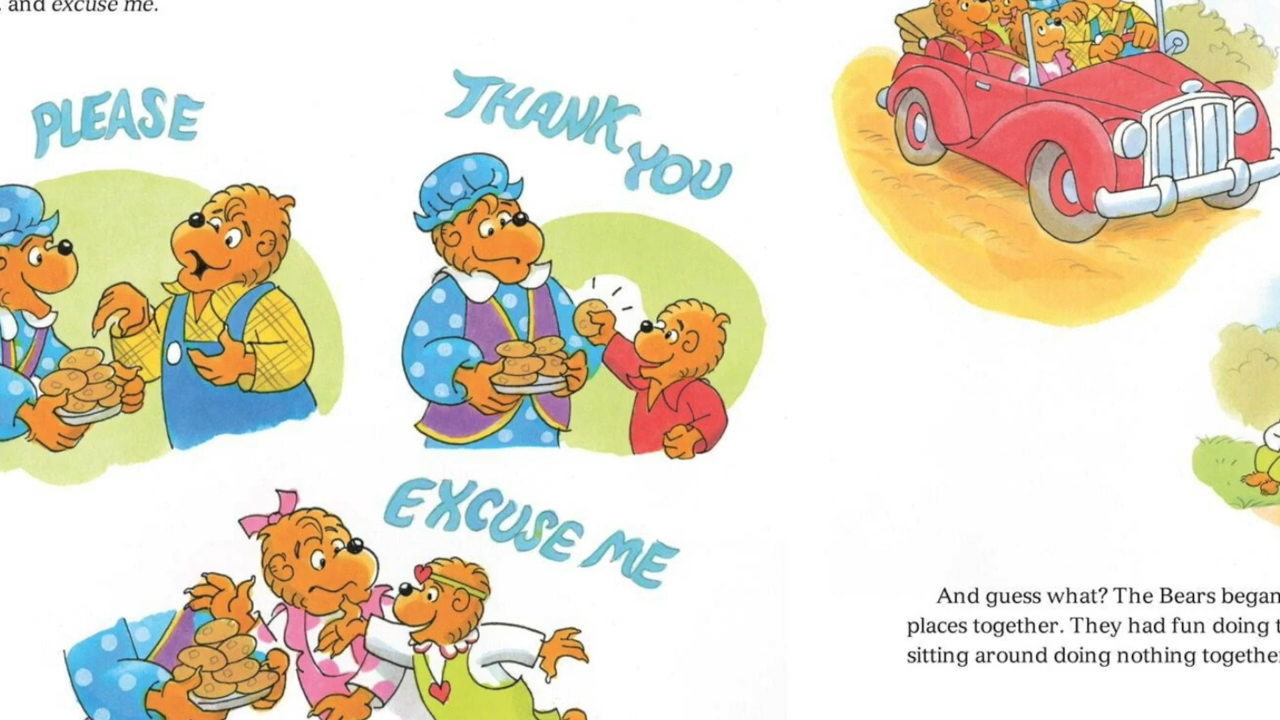 . and excuse me.
PLEASE
THANK
YOU
EXCUSE ME
And guess what? The Bears began
places together. They had fun doing t
sitting around doing nothing together